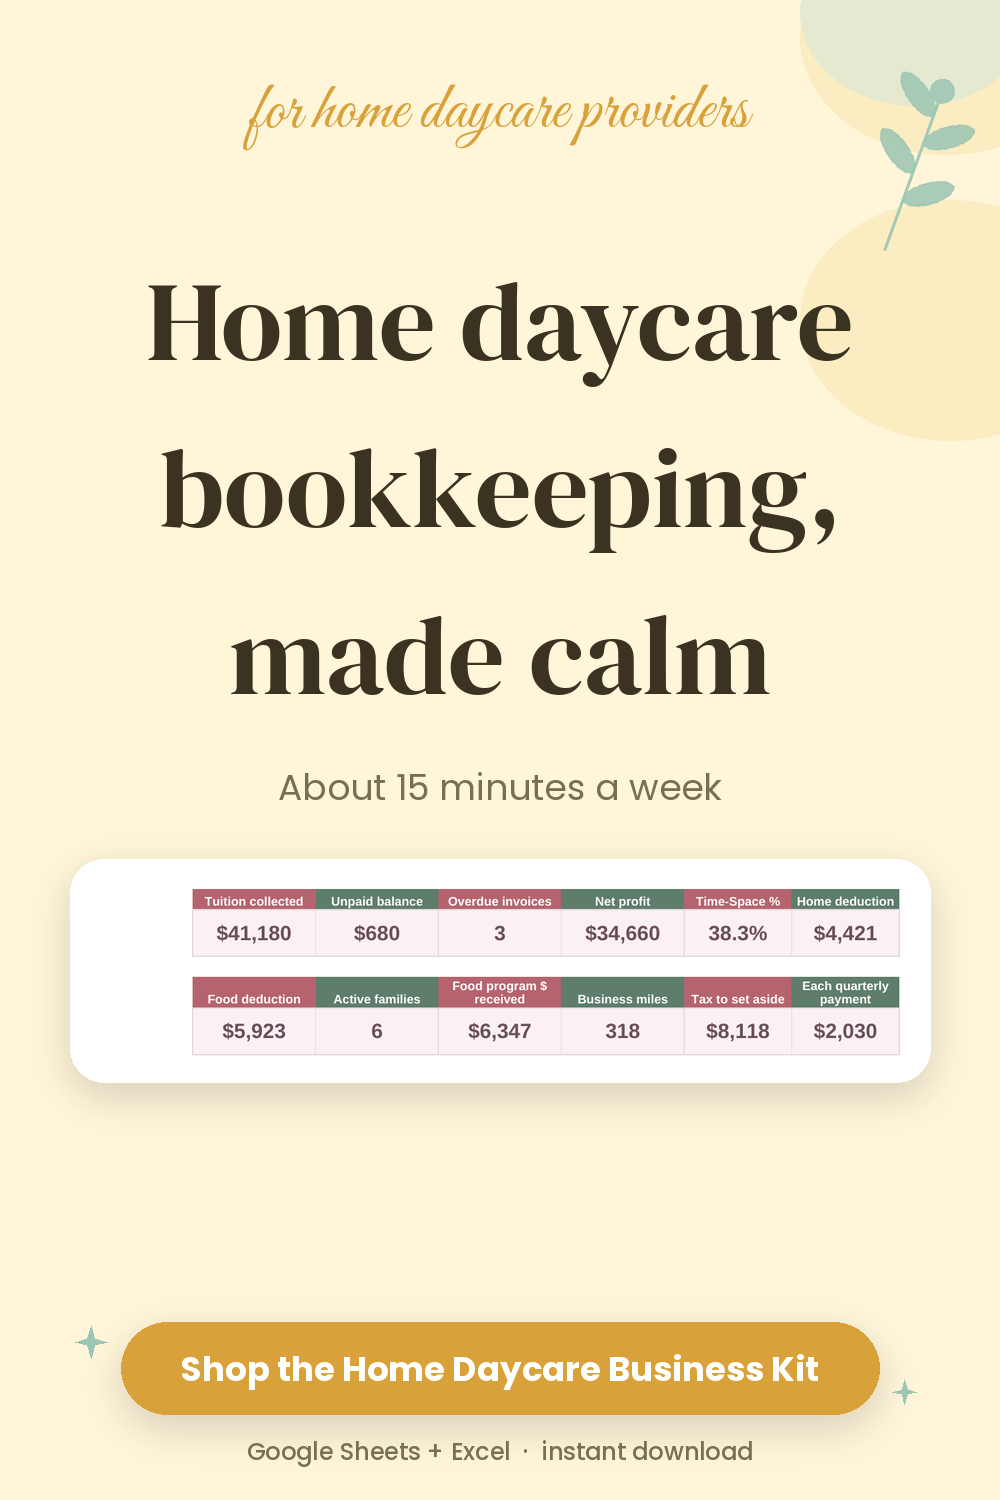 for home daycare providers
Home daycare
bookkeeping,
made calm
About 15 minutes a week
Tuition collected Unpaid balance Overdue invoices Net profit Time-Space % Home deduction
$41,180 $680 3 $34,660 38.3% $4,421
Food deduction Active families Food program $ received Business miles Tax to set aside Each quarterly payment
$5,923 6 $6,347 318 $8,118 $2,030
Shop the Home Daycare Business Kit
Google Sheets + Excel · instant download